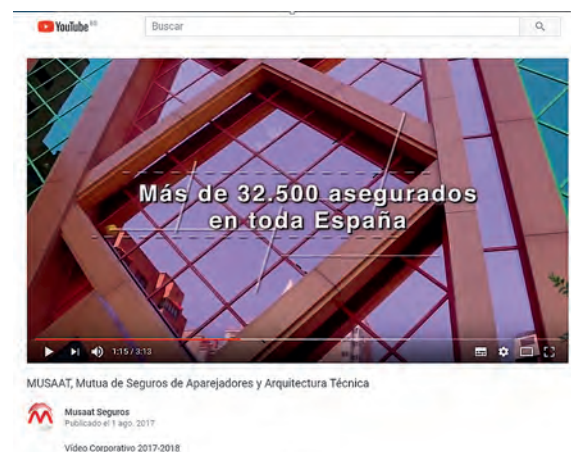 YouTube ES
Buscar
Más de 32.500 asegurados
en toda España
1:15 / 3:13
MUSAAT, Mutua de Seguros de Aparejadores y Arquitectura Técnica
Musaat Seguros
Publicado el 1 ago. 2017
Vídeo Corporativo 2017-2018